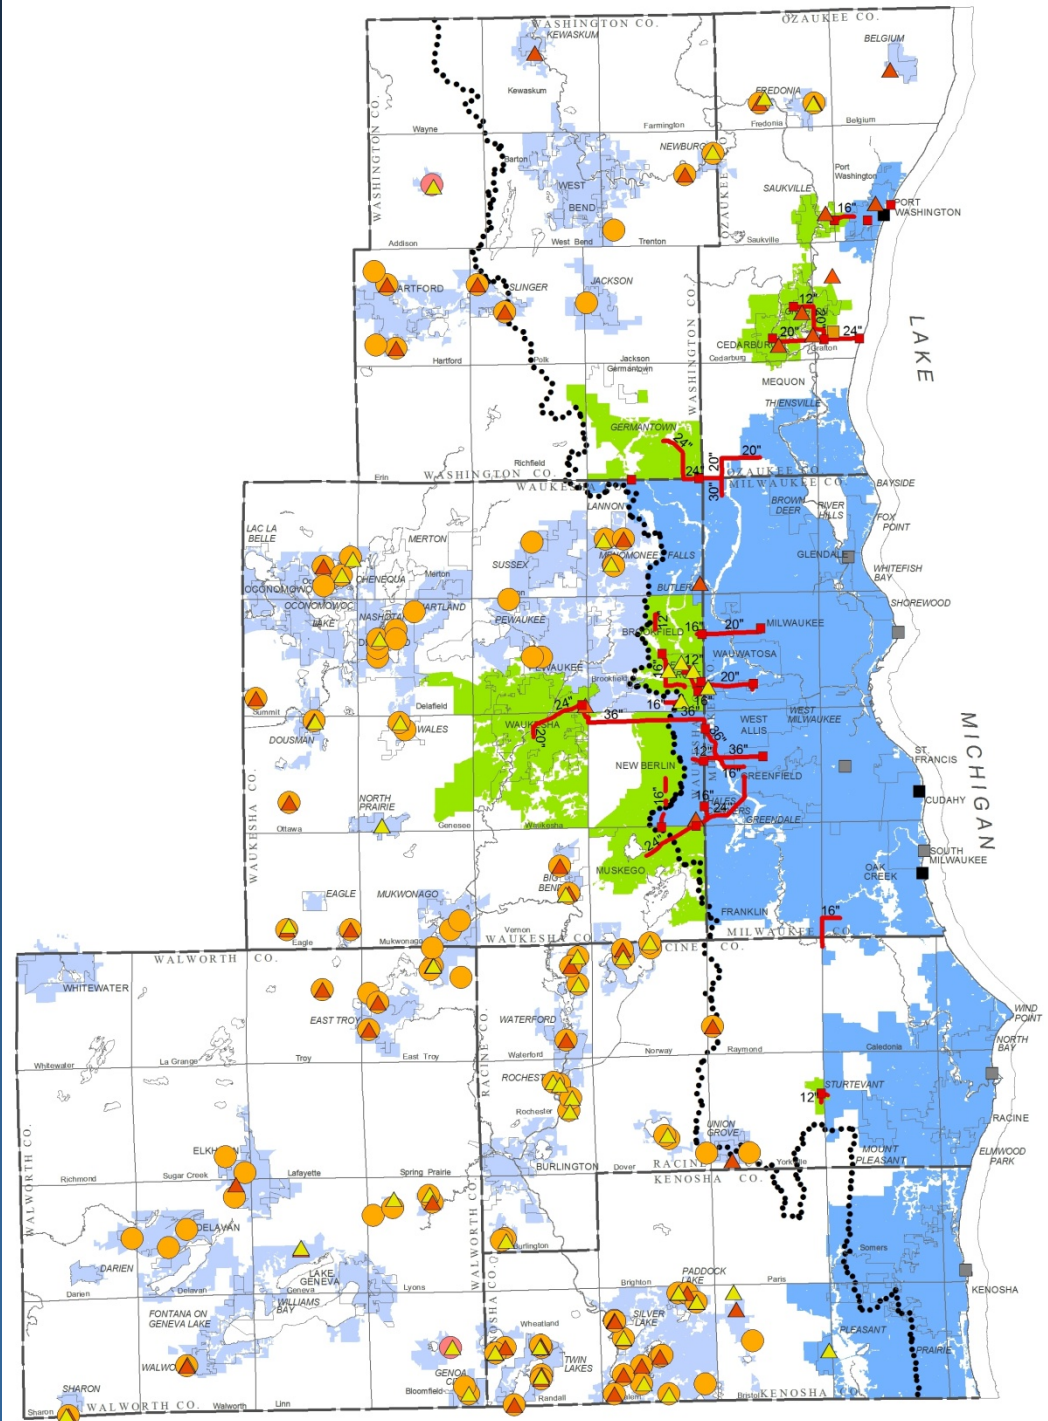 WASHINGTON CO.
OZAUKEE CO.
KEWASKUM
BELGIUM
Kewaskum
FREDONIA
WASHINGTON CO.
Wayne
Farmington
Fredonia
Belgium
OZAUKEE CO.
Barton
WEST
BEND
Port
Washington
SAUKVILLE
16"
PORT
WASHINGTON
Addison
West Bend
Trenton
Saukville
SLINGER
JACKSON
WASHINGTON CO.
12"
20"
20"
24"
Grafton
LAKE
Hartford
Polk
Jackson
Germantown
Cedarburg
MEQUON
THIENSVILLE
GERMANTOWN
24"
20"
20"
Richfield
Erin
WASHINGTON CO.
24"
OZAUKEE CO.
WAUKESHA
MILWAUKEE CO.
30"
BAYSIDE
LANNON
BROWN
DEER
RIVER
HILLS
FOX
POINT
LAC LA
BELLE
MERTON
SUSSEX
FALLS
GLENDALE
WHITEFISH
BAY
CHENEQUA
Merton
BUTLER
OCONOMOWOC
LAKE
SHOREWOOD
PEWAUKEE
12"
16"
20"
MILWAUKEE
WAUWATOSA
16"
12"
Brookfield
20"
Summit
Delafield
24"
16"
36"
WEST
MILWAUKEE
DOUSMAN
WALES
WAUKESHA
20"
36"
36"
36"
WEST
ALLIS
ST.
FRANCIS
NEW BERLIN
12"
36"
16"
GREENFIELD
NORTH
PRAIRIE
16"
16"
24"
GREENDALE
CUDAHY
MICHIGAN
Ottawa
Genesee
Waukesha
WAUKESHA CO.
24"
SOUTH
MILWAUKEE
OAK
CREEK
MUSKEGO
BIG
BEND
EAGLE
MUKWONAGO
FRANKLIN
16"
Eagle
Mukwonago
Vernon
WAUKESHA CO.
MILWAUKEE CO.
WALWORTH CO.
WHITEWATER
EAST TROY
WATERFORD
WIND
POINT
NORTH
BAY
Whitewater
La Grange
Troy
East Troy
RACINE CO.
Waterford
Norway
Raymond
Caledonia
12"
STURTEVANT
RACINE
Rochester
UNION
GROVE
MOUNT
PLEASANT
ELMWOOD
PARK
WALWORTH CO.
Richmond
Sugar Creek
Lafayette
Spring Prairie
BURLINGTON
Dover
Yorkville
KENOSHA CO.
DELAVAN
WALWORTH CO.
Burlington
Somers
DARIEN
LAKE
GENEVA
Darien
Delavan
Geneva
Lyons
Brighton
PADDOCK
LAKE
Paris
KENOSHA
FONTANA ON
GENEVA LAKE
WILLIAMS
BAY
Wheatland
SILVER
LAKE
PLEASANT
PRAIRIE
TWIN
LAKES
Bloomfield
Randall
Bristol
KENOSHA CO.
SHARON
Sharon
WALWORTH CO.
Walworth
Linn